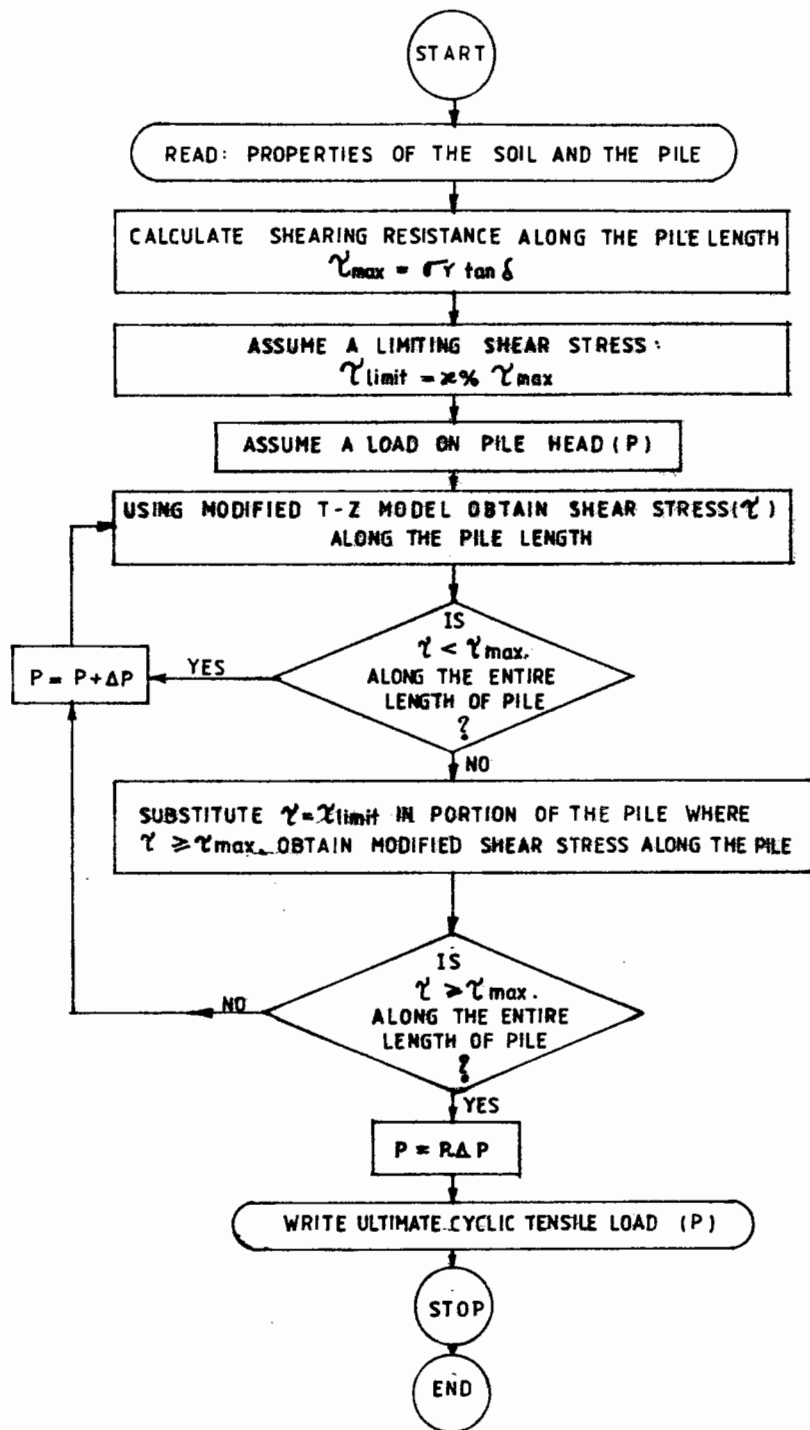 START
READ: PROPERTIES OF THE SOIL AND THE PILE
CALCULATE SHEARING RESISTANCE ALONG THE PILE LENGTH
τmax = σr tan δ
ASSUME A LIMITING SHEAR STRESS:
τlimit = x% τmax
ASSUME A LOAD ON PILE HEAD (P)
USING MODIFIED T-Z MODEL OBTAIN SHEAR STRESS(τ)
ALONG THE PILE LENGTH
IS
τ < τmax.
ALONG THE ENTIRE
LENGTH OF PILE
?
YES
P = P+ΔP
NO
SUBSTITUTE τ=τlimit IN PORTION OF THE PILE WHERE
τ ⩾ τmax. OBTAIN MODIFIED SHEAR STRESS ALONG THE PILE
IS
τ ⩾ τmax.
ALONG THE ENTIRE
LENGTH OF PILE
?
NO
YES
P = RΔP
WRITE ULTIMATE CYCLIC TENSILE LOAD (P)
STOP
END